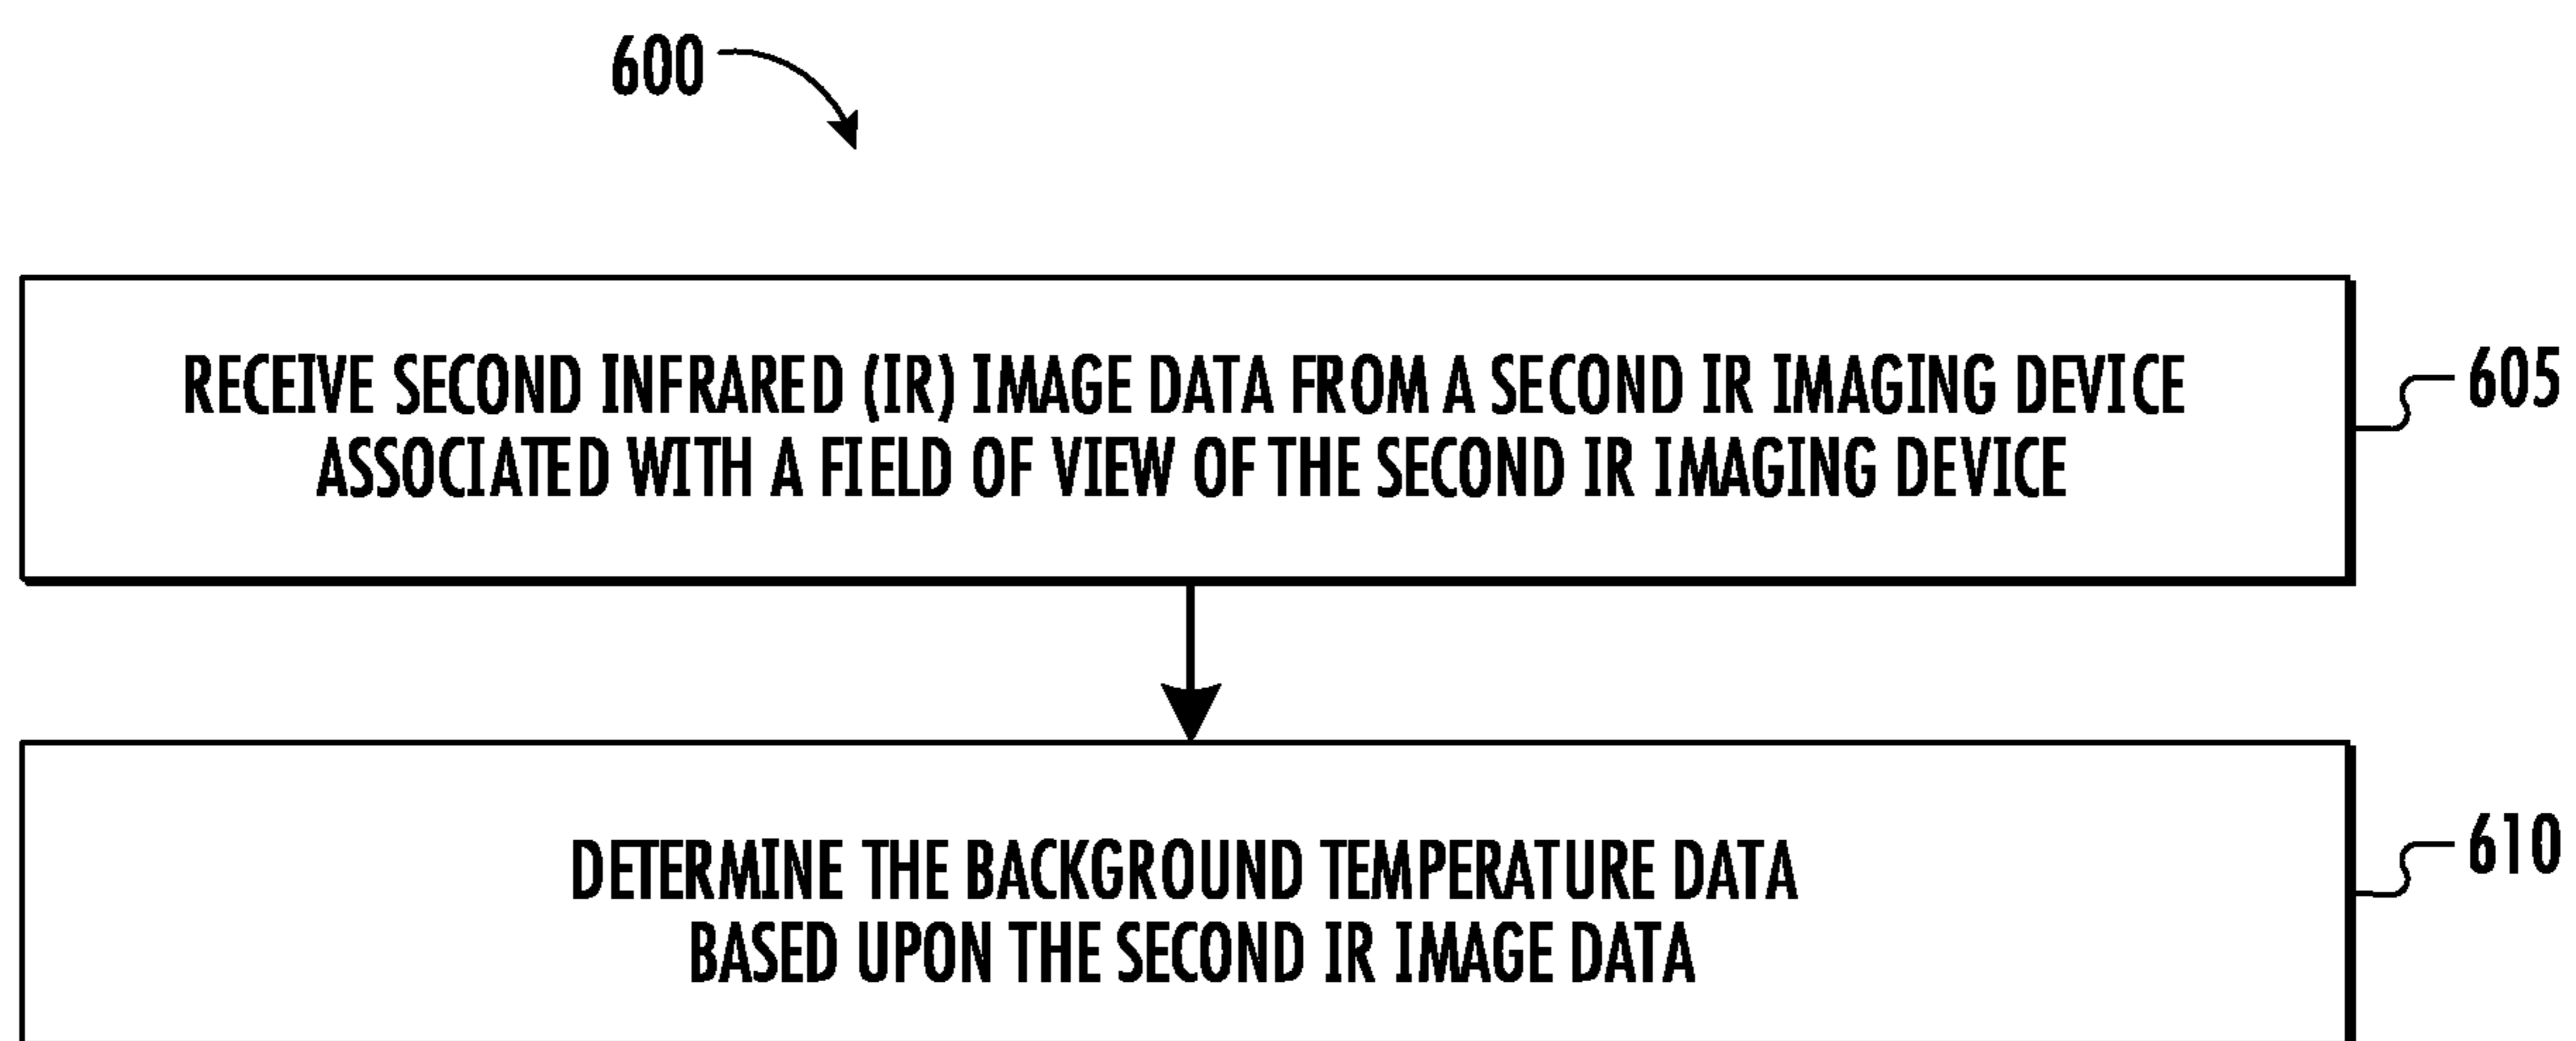 600
RECEIVE SECOND INFRARED (IR) IMAGE DATA FROM A SECOND IR IMAGING DEVICE
ASSOCIATED WITH A FIELD OF VIEW OF THE SECOND IR IMAGING DEVICE
605
DETERMINE THE BACKGROUND TEMPERATURE DATA
BASED UPON THE SECOND IR IMAGE DATA
610